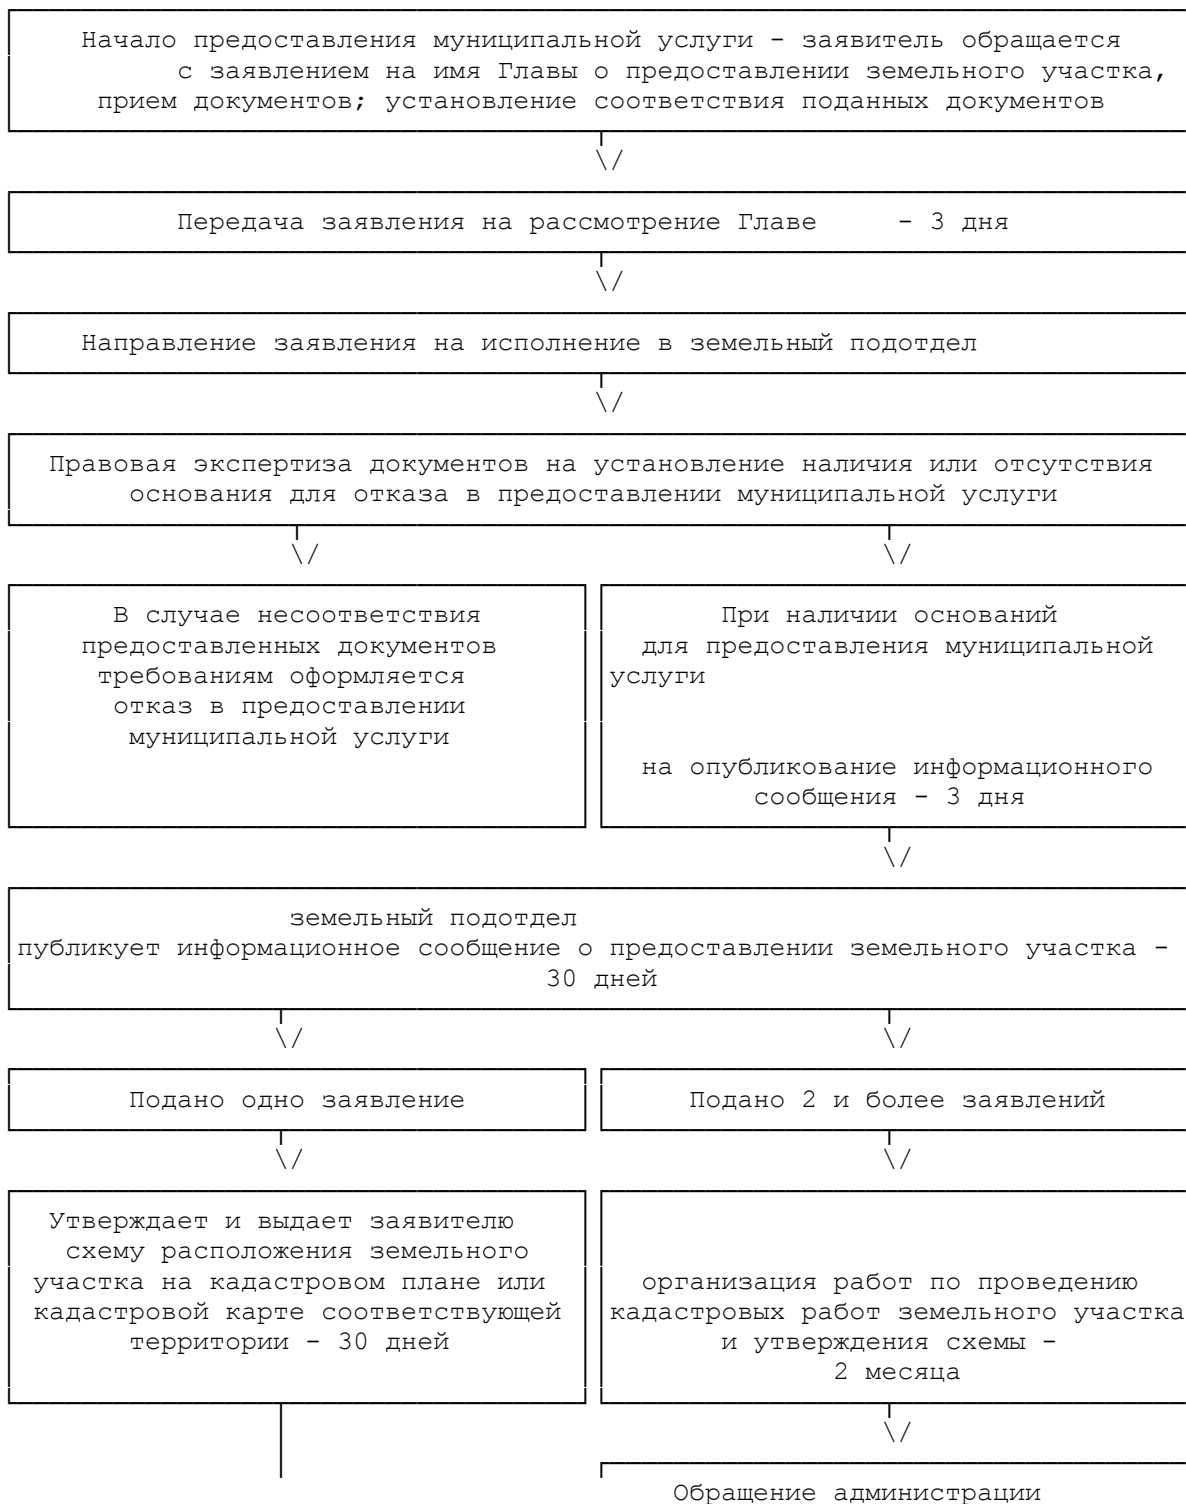 Начало предоставления муниципальной услуги - заявитель обращается
с заявлением на имя Главы о предоставлении земельного участка,
прием документов; установление соответствия поданных документов
\/
Передача заявления на рассмотрение Главе - 3 дня
\/
Направление заявления на исполнение в земельный подотдел
\/
Правовая экспертиза документов на установление наличия или отсутствия
основания для отказа в предоставлении муниципальной услуги
\/ \/
В случае несоответствия
предоставленных документов
требованиям оформляется
отказ в предоставлении
муниципальной услуги
При наличии оснований
для предоставления муниципальной
услуги
на опубликование информационного
сообщения - 3 дня
\/
земельный подотдел
публикует информационное сообщение о предоставлении земельного участка -
30 дней
\/ \/
Подано одно заявление
Подано 2 и более заявлений
\/ \/
Утверждает и выдает заявителю
схему расположения земельного
участка на кадастровом плане или
кадастровой карте соответствующей
территории - 30 дней
организация работ по проведению
кадастровых работ земельного участка
и утверждения схемы -
2 месяца
\/
Обращение администрации